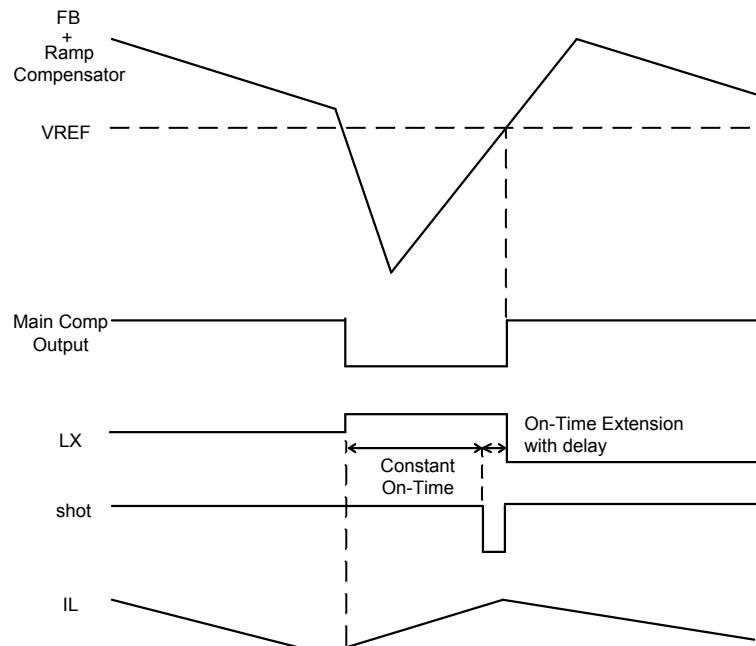 FB
+
Ramp
Compensator
VREF
Main Comp
Output
LX
On-Time Extension
with delay
Constant
On-Time
shot
IL